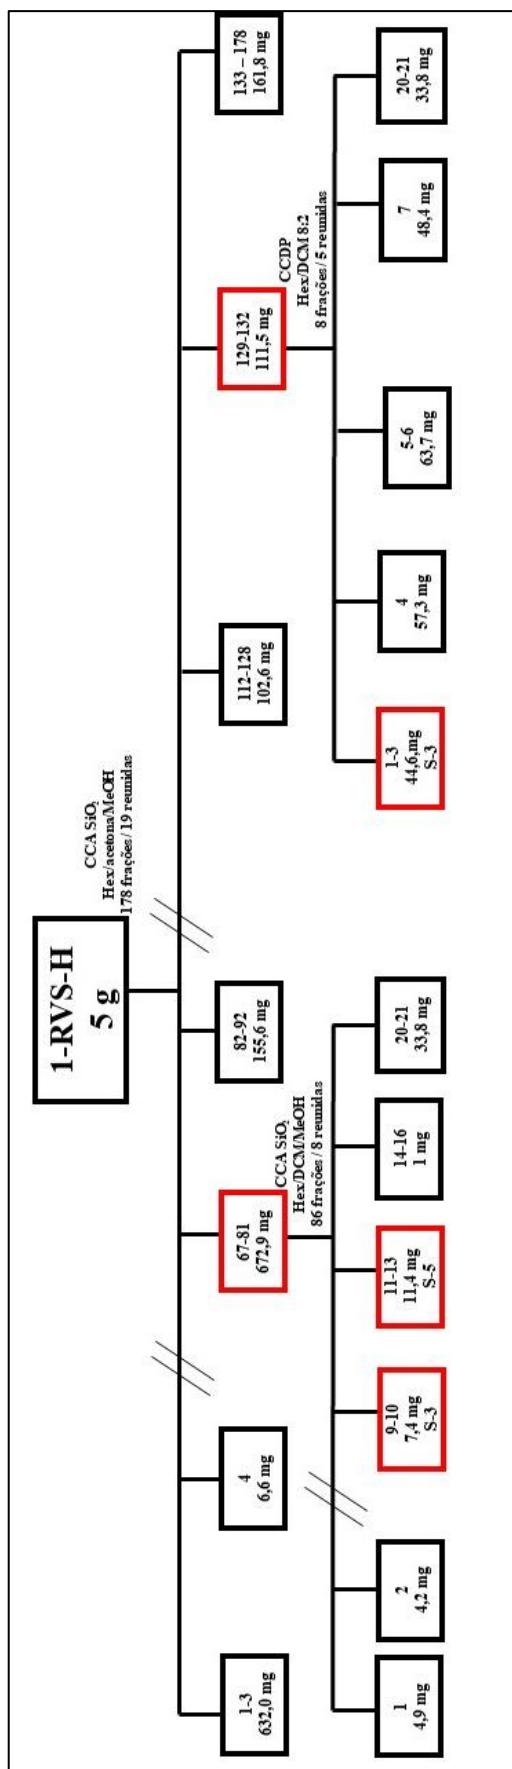 1-RVS-H
5 g
CCA SiO₂
Hex/acetona/MeOH
178 frações/ 19 reunidas
1-3
632,0 mg
4
6,6 mg
67-81
672,9 mg
82-92
155,6 mg
112-128
102,6 mg
129-132
111,5 mg
133 – 178
161,8 mg
CCA SiO₂
Hex/DCM/MeOH
86 frações / 8 reunidas
CCDP
Hex/DCM 8:2
8 frações/ 5 reunidas
1
4,9 mg
2
4,2 mg
9-10
7,4 mg
S-3
11-13
11,4 mg
S-5
14-16
1 mg
20-21
33,8 mg
1-3
44,6,mg
S-3
4
57,3 mg
5-6
63,7 mg
7
48,4 mg
20-21
33,8 mg